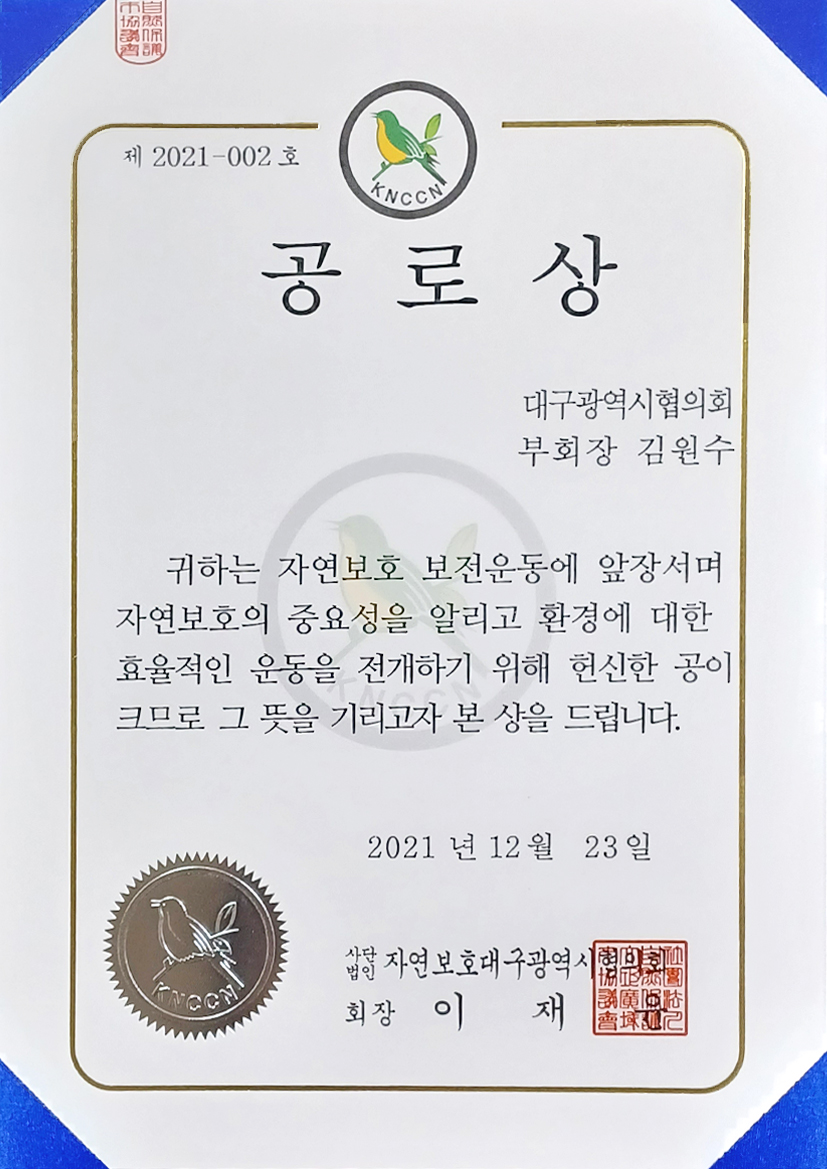 제 2021-002 호
KNCCN
공 로 상
대구광역시협의회
부회장 김원수
귀하는 자연보호 보전운동에 앞장서며
자연보호의 중요성을 알리고 환경에 대한
효율적인 운동을 전개하기 위해 헌신한 공이
크므로 그 뜻을 기리고자 본 상을 드립니다.
2021 년 12 월 23 일
KNCCN
사단
법인 자연보호대구광역시협의회
회장 이 재 윤